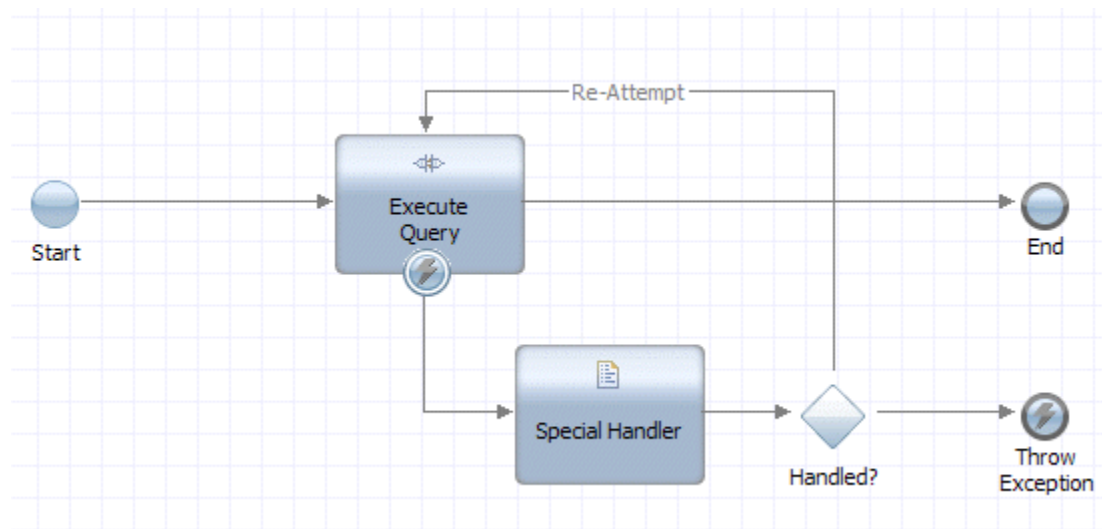 Re-Attempt
Execute
Query
Start
End
Special Handler
Handled?
Throw
Exception